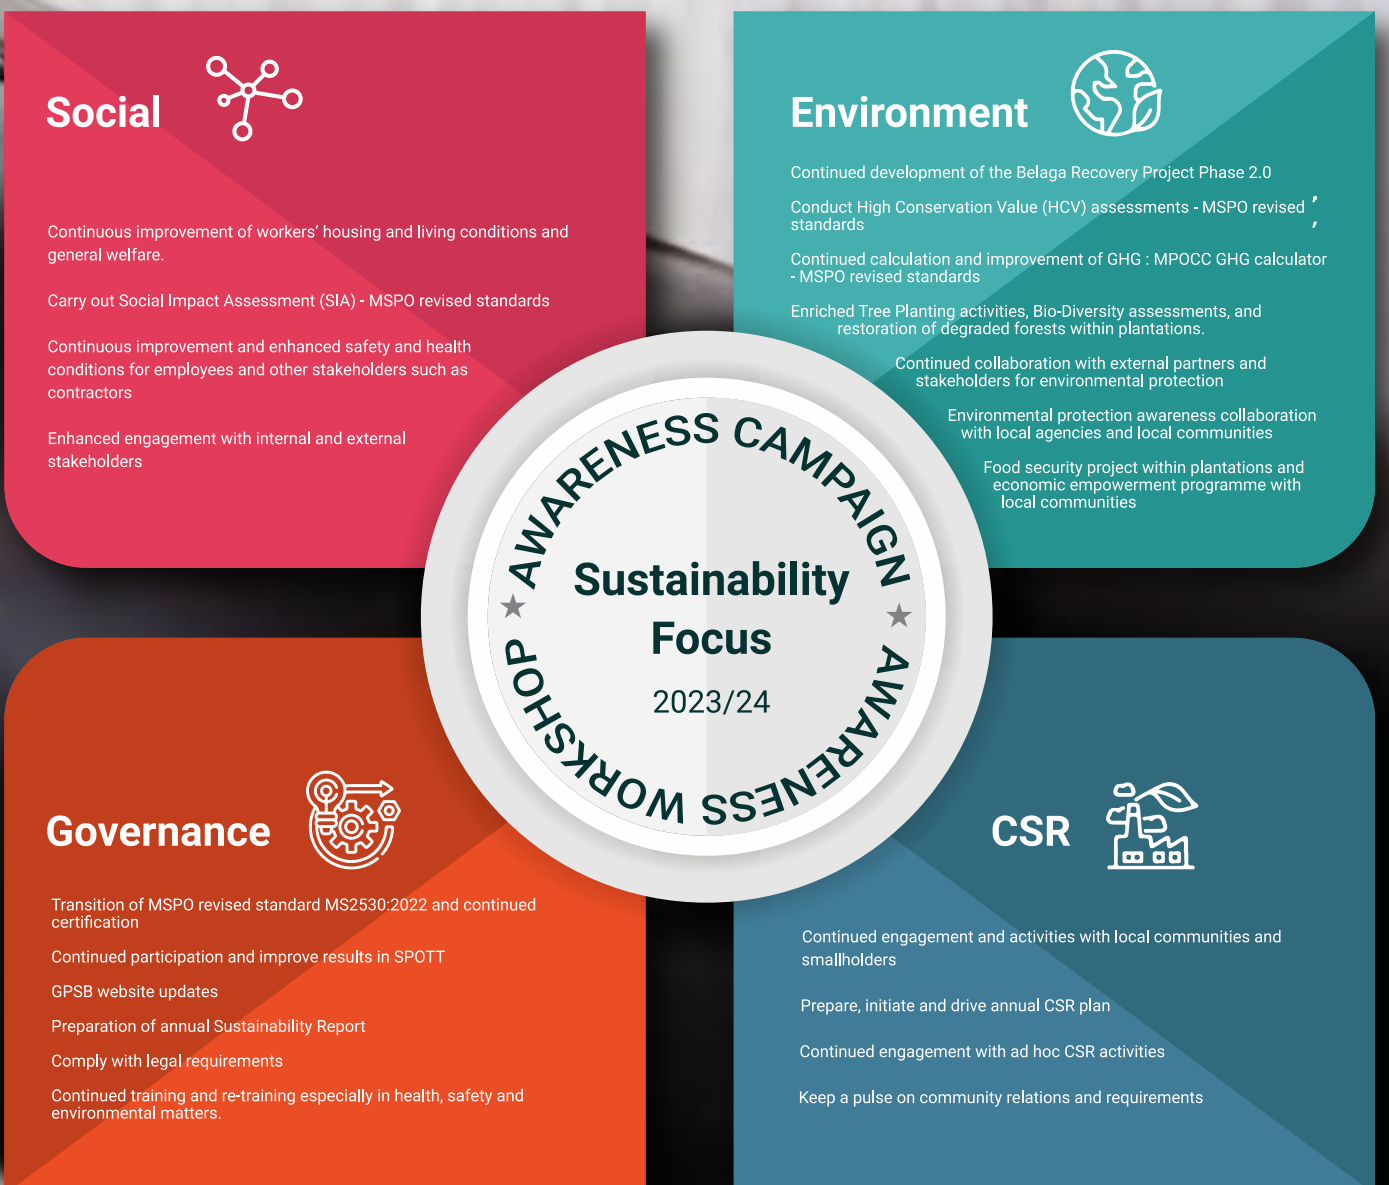 Social
Continuous improvement of workers’ housing and living conditions and
general welfare.
Carry out Social Impact Assessment (SIA) - MSPO revised standards
Continuous improvement and enhanced safety and health
conditions for employees and other stakeholders such as
contractors
Enhanced engagement with internal and external
stakeholders
Environment
Continued development of the Belaga Recovery Project Phase 2.0
Conduct High Conservation Value (HCV) assessments - MSPO revised
standards
Continued calculation and improvement of GHG : MPOCC GHG calculator
- MSPO revised standards
Enriched Tree Planting activities, Bio-Diversity assessments, and
restoration of degraded forests within plantations.
Continued collaboration with external partners and
stakeholders for environmental protection
Environmental protection awareness collaboration
with local agencies and local communities
Food security project within plantations and
economic empowerment programme with
local communities
AWARENESS CAMPAIGN
Sustainability
Focus
2023/24
AWARENESS WORKSHOP
Governance
Transition of MSPO revised standard MS2530:2022 and continued
certification
Continued participation and improve results in SPOTT
GPSB website updates
Preparation of annual Sustainability Report
Comply with legal requirements
Continued training and re-training especially in health, safety and
environmental matters.
CSR
Continued engagement and activities with local communities and
smallholders
Prepare, initiate and drive annual CSR plan
Continued engagement with ad hoc CSR activities
Keep a pulse on community relations and requirements